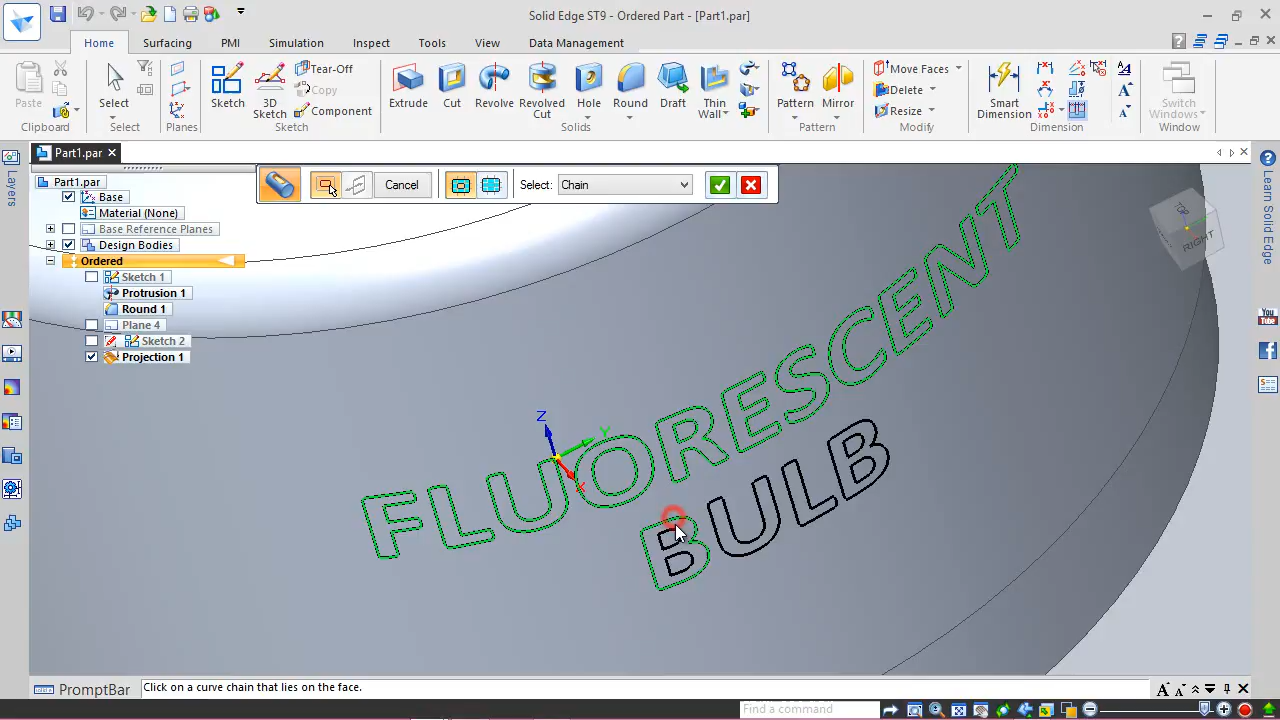 Solid Edge ST9 - Ordered Part - [Part1.par]
Home Surfacing PMI Simulation Inspect Tools View Data Management
Paste
Clipboard
Select
Select
Planes
Sketch
3D Sketch
Tear-Off
Copy
Component
Sketch
Extrude
Cut
Revolve
Revolved Cut
Hole
Round
Draft
Thin Wall
Solids
Pattern
Mirror
Pattern
Move Faces
Delete
Resize
Modify
Smart Dimension
Dimension
Switch Windows
Window
Part1.par
Cancel
Select: Chain
Layers
Part1.par
Base
Material (None)
Base Reference Planes
Design Bodies
Ordered
Sketch 1
Protrusion 1
Round 1
Plane 4
Sketch 2
Projection 1
TOP
RIGHT
Learn Solid Edge
You Tube
Z
Y
X
FLUORESCENT
BULB
PromptBar
Click on a curve chain that lies on the face.
Find a command